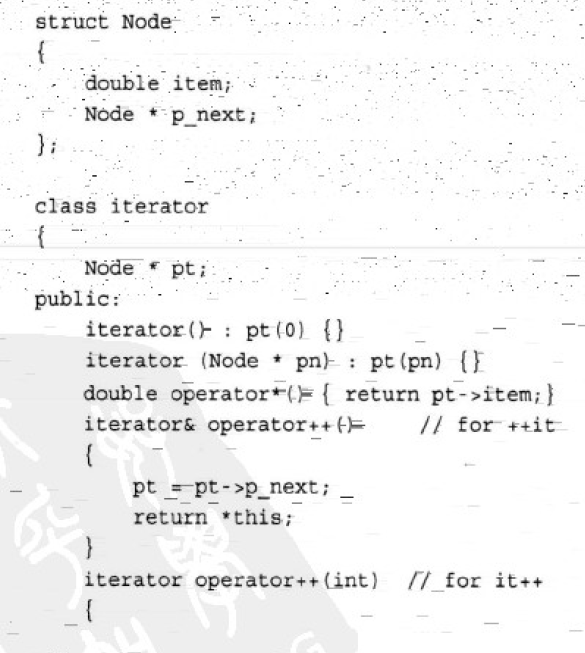 struct Node
{
    double item;
    Node * p_next;
};
class iterator
{
    Node * pt;
public:
    iterator() : pt(0) {}
    iterator (Node * pn) : pt(pn) {}
    double operator*() { return pt->item;}
    iterator& operator++()     // for ++it
    {
        pt = pt->p_next;
        return *this;
    }
    iterator operator++(int)  // for it++
    {